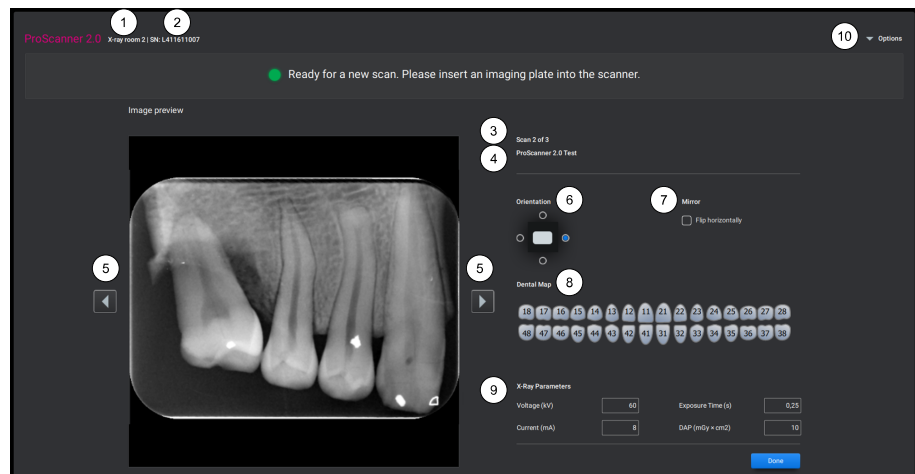 1 2
ProScanner 2.0 X-ray room 2 | SN: L411611007
10 Options
Ready for a new scan. Please insert an imaging plate into the scanner.
Image preview
3 Scan 2 of 3
4 ProScanner 2.0 Test
Orientation 6
7 Mirror
Flip horizontally
5 5
Dental Map 8
18 17 16 15 14 13 12 11 21 22 23 24 25 26 27 28
48 47 46 45 44 43 42 41 31 32 33 34 35 36 37 38
9 X-Ray Parameters
Voltage (kV) 60 Exposure Time (s) 0,25
Current (mA) 8 DAP (mGy × cm2) 10
Done